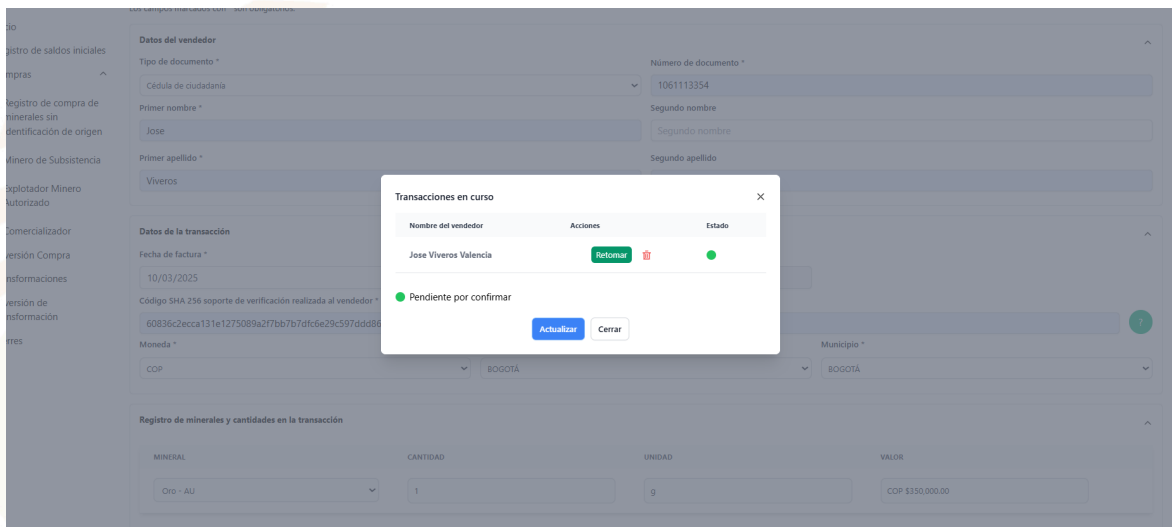 Los campos marcados con * son obligatorios.
cio
gistro de saldos iniciales
mpras
Registro de compra de
minerales sin
identificación de origen
Minero de Subsistencia
Explotador Minero
Autorizado
Comercializador
versión Compra
nsformaciones
versión de
nsformación
erres
Datos del vendedor
Tipo de documento *
Número de documento *
Cédula de ciudadanía
1061113354
Primer nombre *
Segundo nombre
Jose
Segundo nombre
Primer apellido *
Segundo apellido
Viveros
Transacciones en curso
Nombre del vendedor Acciones Estado
Jose Viveros Valencia Retomar
Pendiente por confirmar
Actualizar Cerrar
Datos de la transacción
Fecha de factura *
10/03/2025
Código SHA 256 soporte de verificación realizada al vendedor *
60836c2ecca131e1275089a2f7bb7b7dfc6e29c597ddd86
?
Moneda *
Municipio *
COP
BOGOTÁ
BOGOTÁ
Registro de minerales y cantidades en la transacción
MINERAL CANTIDAD UNIDAD VALOR
Oro - AU 1 g COP $350,000.00